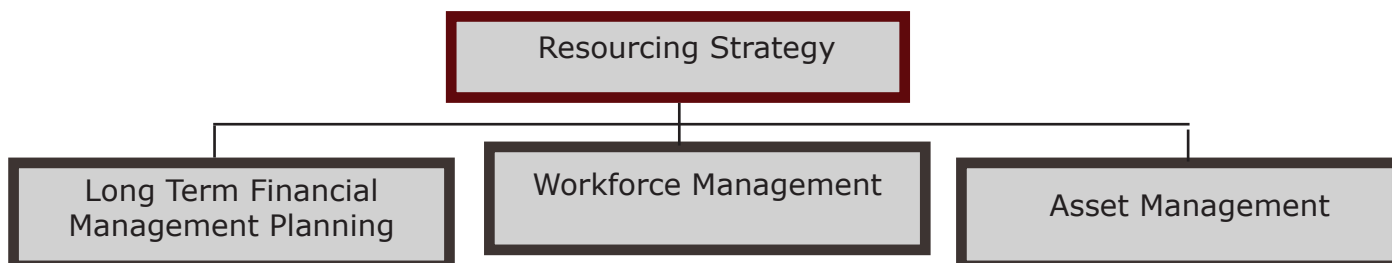 Resourcing Strategy
Long Term Financial
Management Planning
Workforce Management
Asset Management